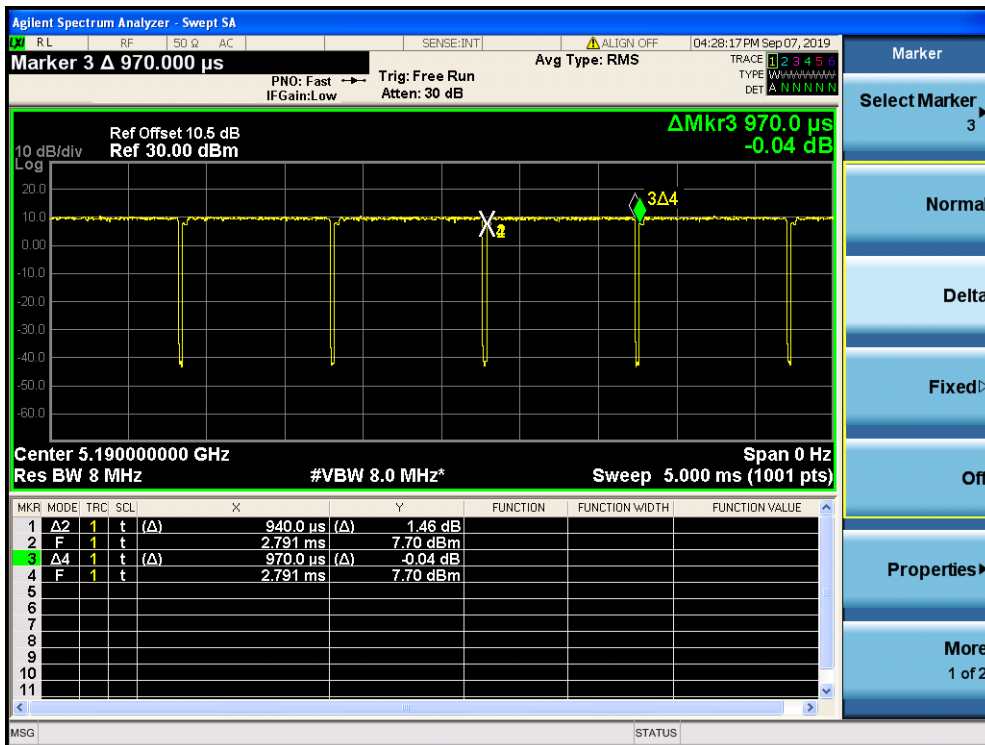 Agilent Spectrum Analyzer - Swept SA
LXI RL RF 50 Ω AC SENSE:INT ALIGN OFF 04:28:17 PM Sep 07, 2019
Marker 3 Δ 970.000 µs
PNO: Fast Trig: Free Run Avg Type: RMS TRACE 1 2 3 4 5 6
IFGain:Low Atten: 30 dB TYPE W
DET A N N N N N
Marker
Select Marker
3
Normal
Delta
Fixed
Off
Properties
More
1 of 2
ΔMkr3 970.0 µs
-0.04 dB
Ref Offset 10.5 dB
10 dB/div Ref 30.00 dBm
Log
20.0
10.0
0.00
-10.0
-20.0
-30.0
-40.0
-50.0
-60.0
3Δ4
Center 5.190000000 GHz Span 0 Hz
Res BW 8 MHz #VBW 8.0 MHz* Sweep 5.000 ms (1001 pts)
MKR MODE TRC SCL X Y FUNCTION FUNCTION WIDTH FUNCTION VALUE
1 Δ2 1 t (Δ) 940.0 µs (Δ) 1.46 dB
2 F 1 t 2.791 ms 7.70 dBm
3 Δ4 1 t (Δ) 970.0 µs (Δ) -0.04 dB
4 F 1 t 2.791 ms 7.70 dBm
5
6
7
8
9
10
11
MSG STATUS